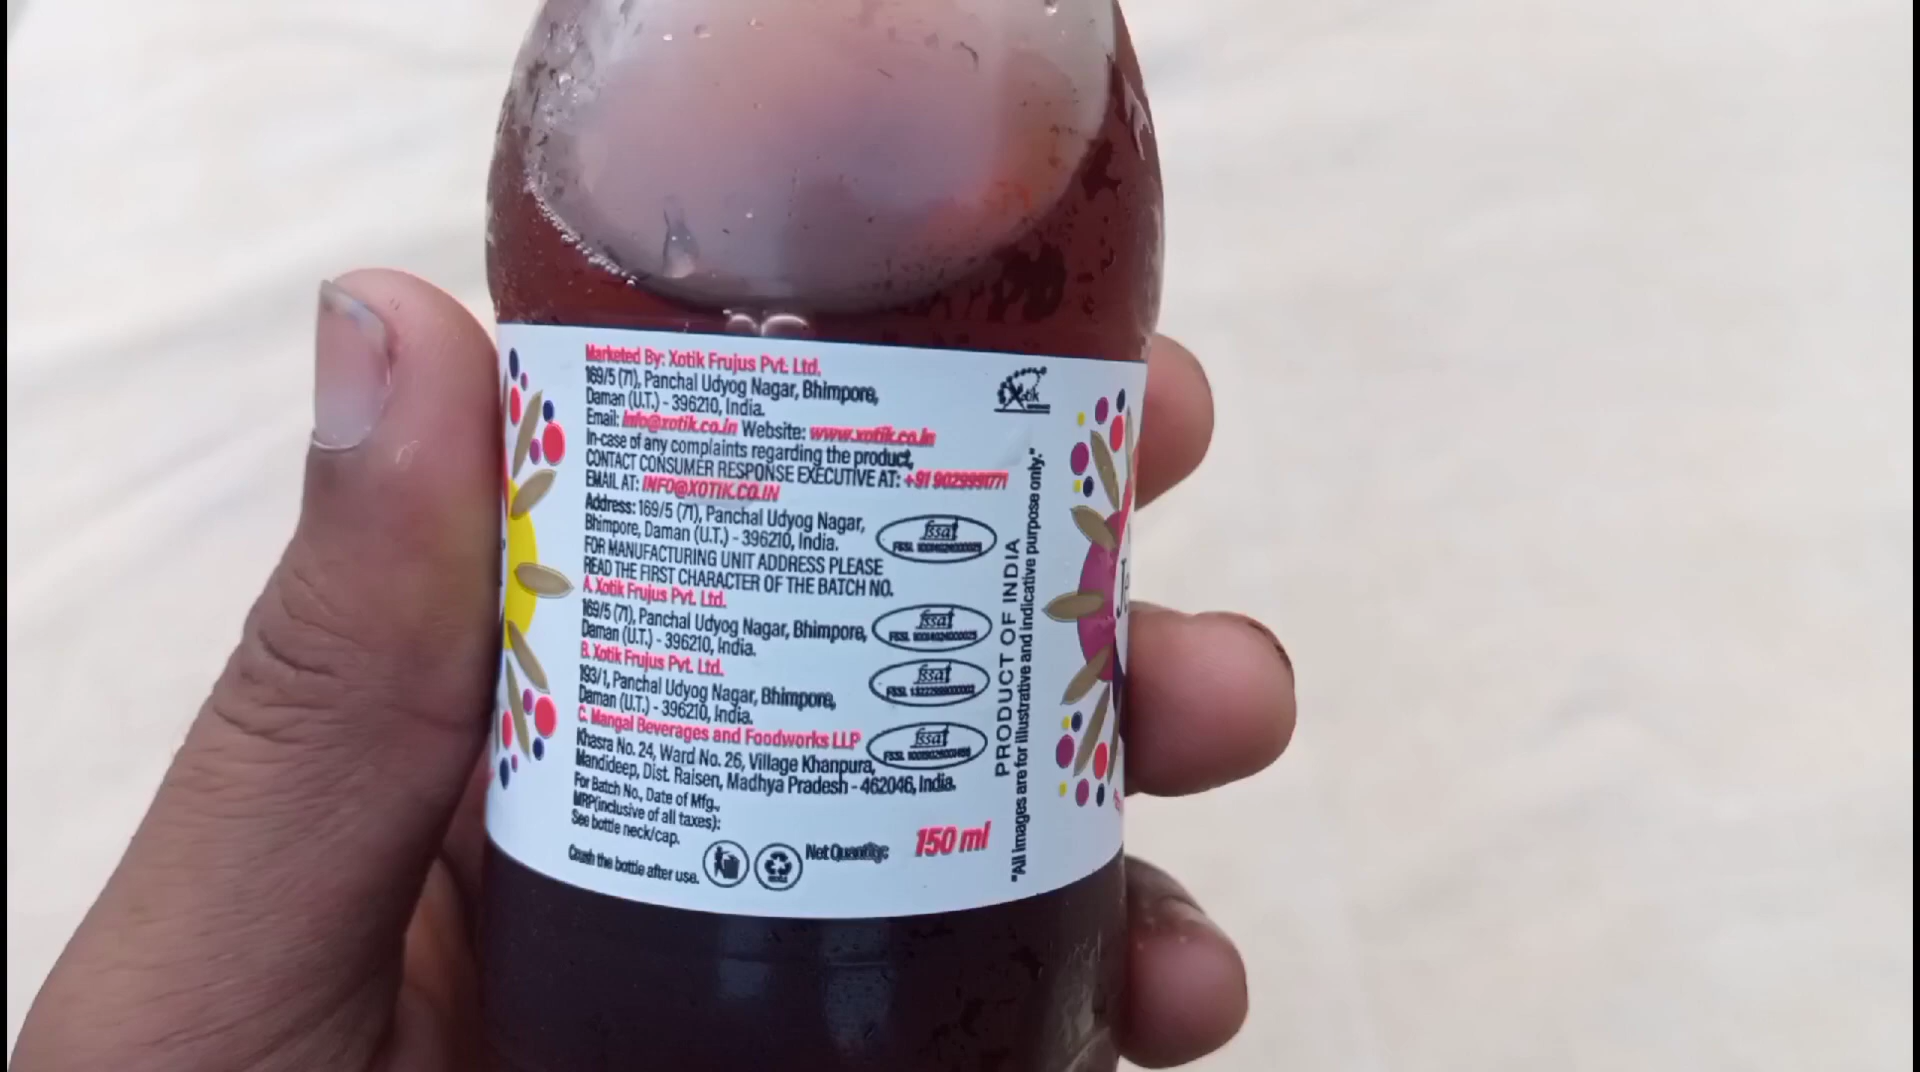 Marketed By: Xotik Frujus Pvt. Ltd.
169/5 (71), Panchal Udyog Nagar, Bhimpore,
Daman (U.T.) - 396210, India.
Email: info@xotik.co.in Website: www.xotik.co.in
In-case of any complaints regarding the product,
CONTACT CONSUMER RESPONSE EXECUTIVE AT: +91 9029991771
EMAIL AT: INFO@XOTIK.CO.IN
Address: 169/5 (71), Panchal Udyog Nagar,
Bhimpore, Daman (U.T.) - 396210, India.
FOR MANUFACTURING UNIT ADDRESS PLEASE
READ THE FIRST CHARACTER OF THE BATCH NO.
A. Xotik Frujus Pvt. Ltd.
169/5 (71), Panchal Udyog Nagar, Bhimpore,
Daman (U.T.) - 396210, India.
B. Xotik Frujus Pvt. Ltd.
193/1, Panchal Udyog Nagar, Bhimpore,
Daman (U.T.) - 396210, India.
C. Mangal Beverages and Foodworks LLP
Khasra No. 24, Ward No. 26, Village Khanpura,
Mandideep, Dist. Raisen, Madhya Pradesh - 462046, India.
For Batch No., Date of Mfg.,
MRP(inclusive of all taxes):
See bottle neck/cap.
Crush the bottle after use.
Net Quantity: 150 ml
Xotik
fssai
fssai
fssai
fssai
PRODUCT OF INDIA
"All images are for illustrative and indicative purpose only."